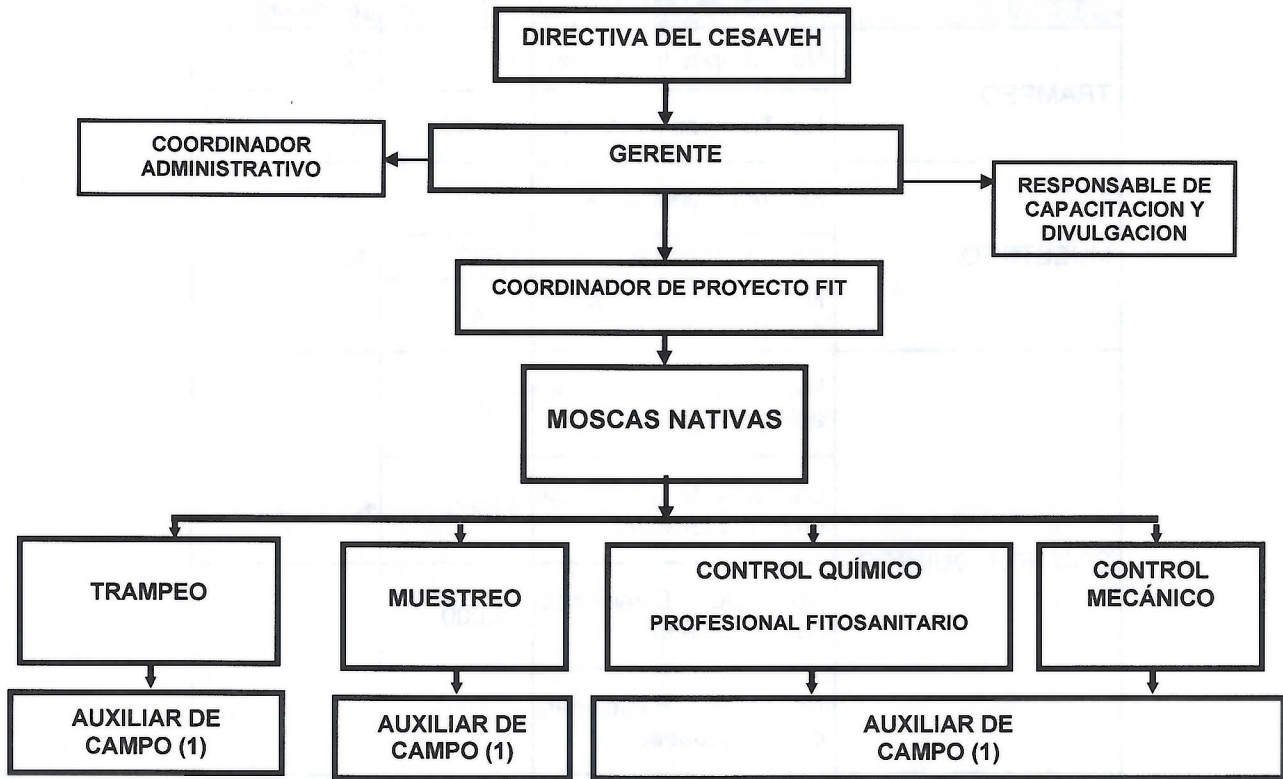 DIRECTIVA DEL CESAVEH
COORDINADOR
ADMINISTRATIVO
GERENTE
RESPONSABLE DE
CAPACITACION Y
DIVULGACION
COORDINADOR DE PROYECTO FIT
MOSCAS NATIVAS
TRAMPEO
MUESTREO
CONTROL QUÍMICO
PROFESIONAL FITOSANITARIO
CONTROL
MECÁNICO
AUXILIAR DE
CAMPO (1)
AUXILIAR DE
CAMPO (1)
AUXILIAR DE
CAMPO (1)